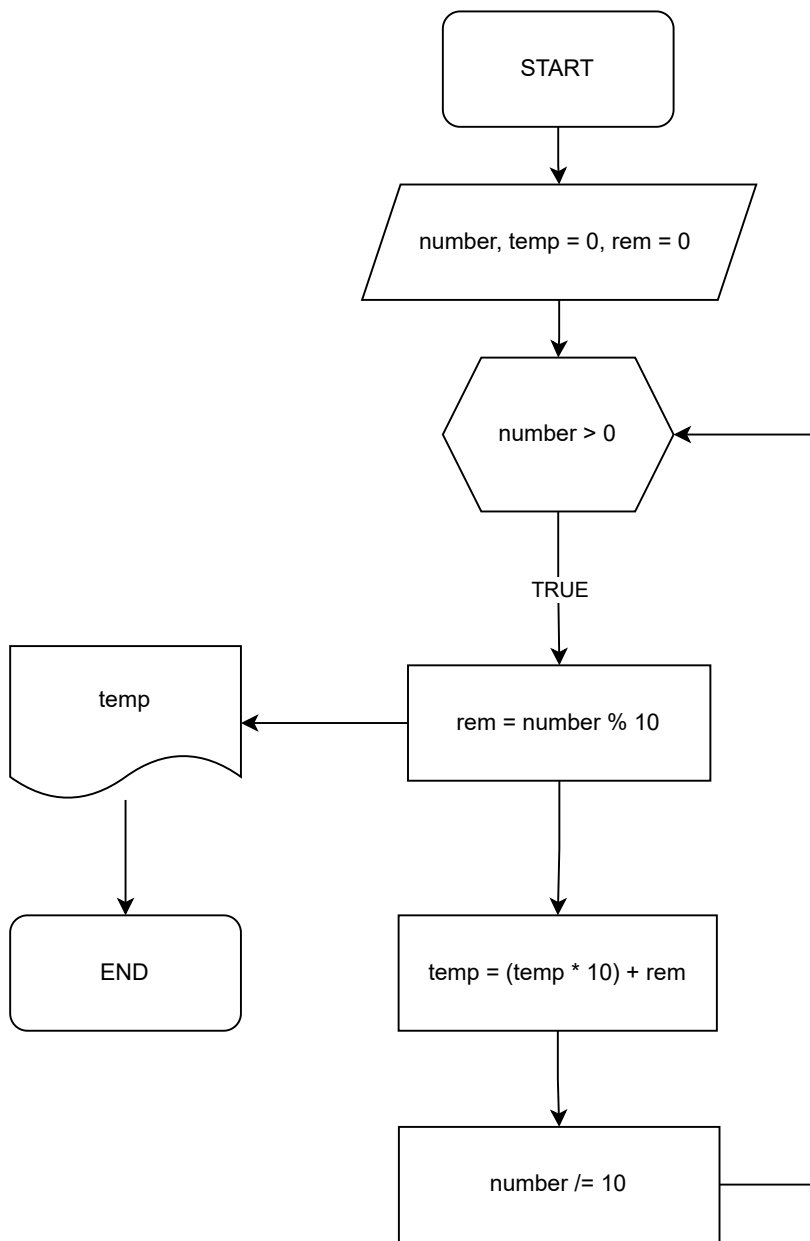 START
number, temp = 0, rem = 0
number > 0
TRUE
rem = number % 10
temp
temp = (temp * 10) + rem
END
number /= 10